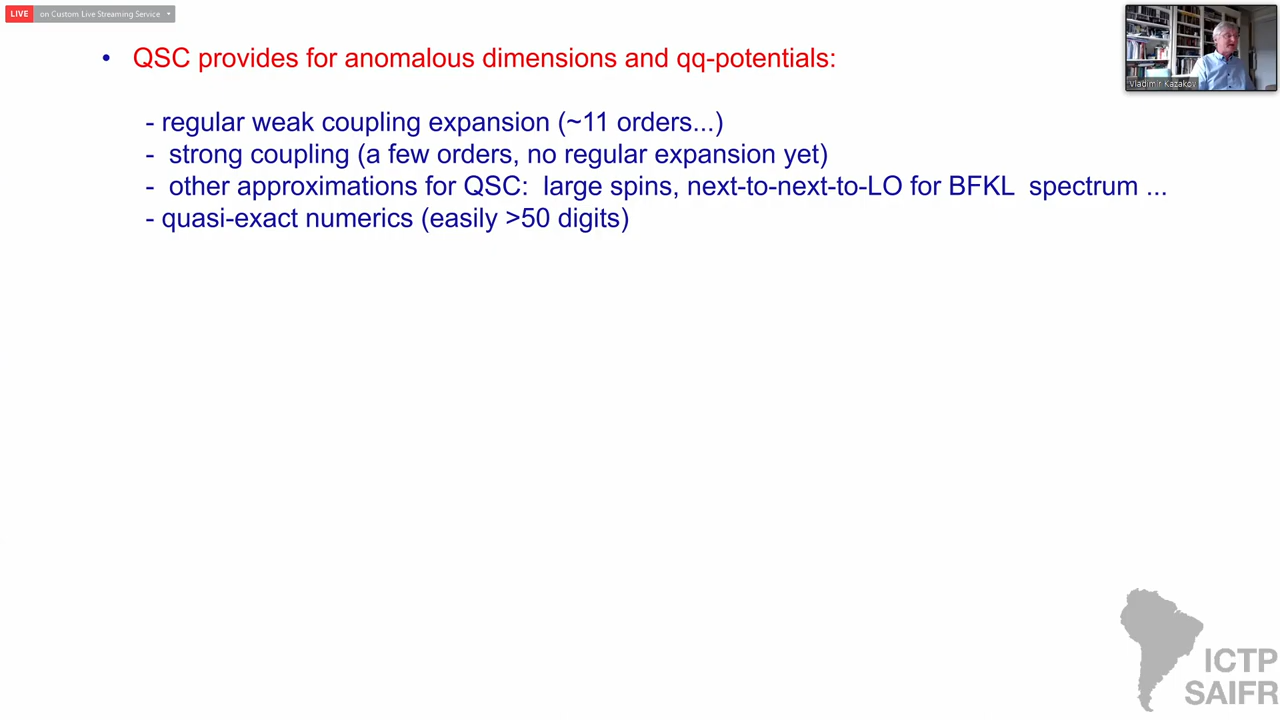 LIVE on Custom Live Streaming Service
• QSC provides for anomalous dimensions and qq-potentials:
- regular weak coupling expansion (~11 orders...)
- strong coupling (a few orders, no regular expansion yet)
- other approximations for QSC: large spins, next-to-next-to-LO for BFKL spectrum ...
- quasi-exact numerics (easily >50 digits)
Vladimir Kazakov
ICTP
SAIFR